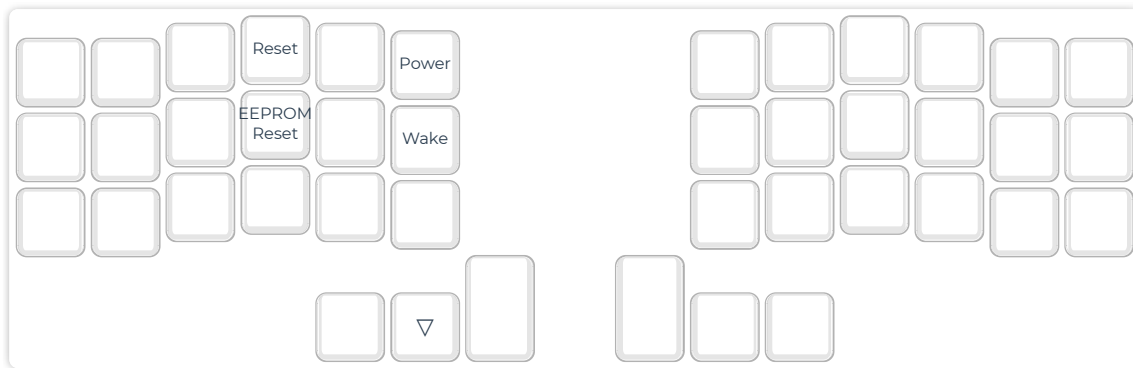 Reset
Power
EEPROM
Reset
Wake
▽